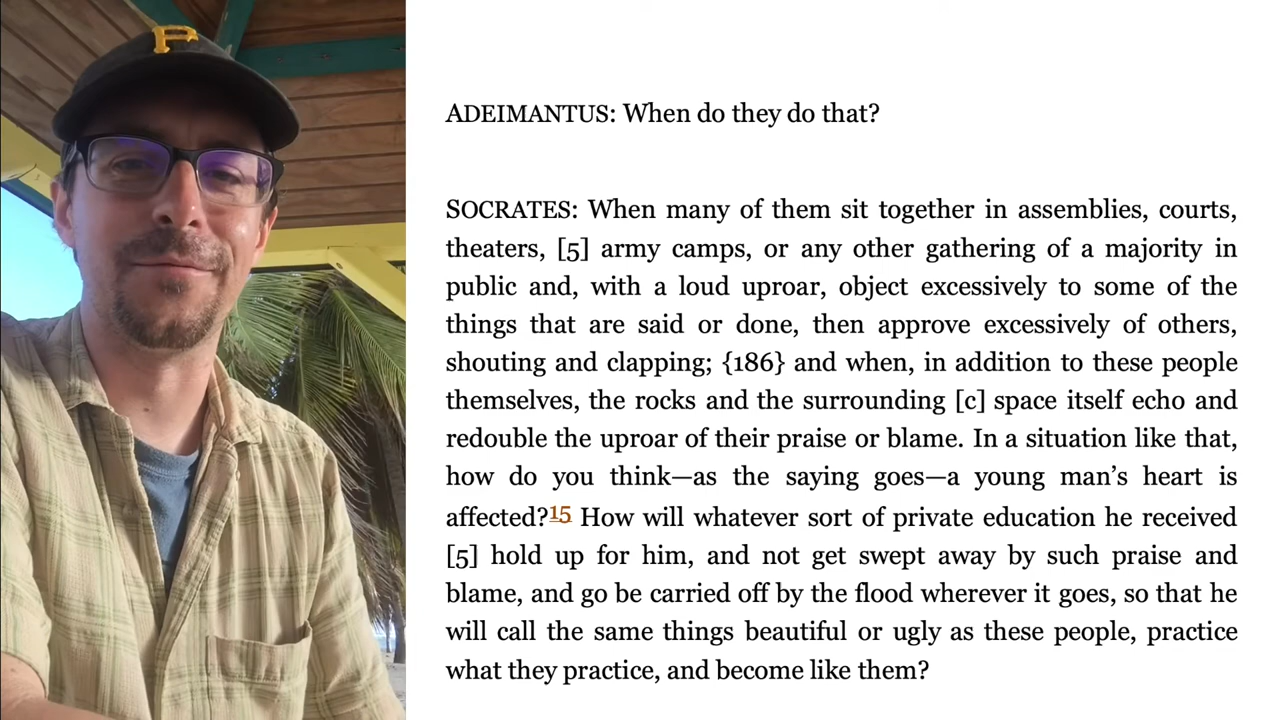 P
ADEIMANTUS: When do they do that?
SOCRATES: When many of them sit together in assemblies, courts,
theaters, [5] army camps, or any other gathering of a majority in
public and, with a loud uproar, object excessively to some of the
things that are said or done, then approve excessively of others,
shouting and clapping; {186} and when, in addition to these people
themselves, the rocks and the surrounding [c] space itself echo and
redouble the uproar of their praise or blame. In a situation like that,
how do you think—as the saying goes—a young man’s heart is
affected?15 How will whatever sort of private education he received
[5] hold up for him, and not get swept away by such praise and
blame, and go be carried off by the flood wherever it goes, so that he
will call the same things beautiful or ugly as these people, practice
what they practice, and become like them?